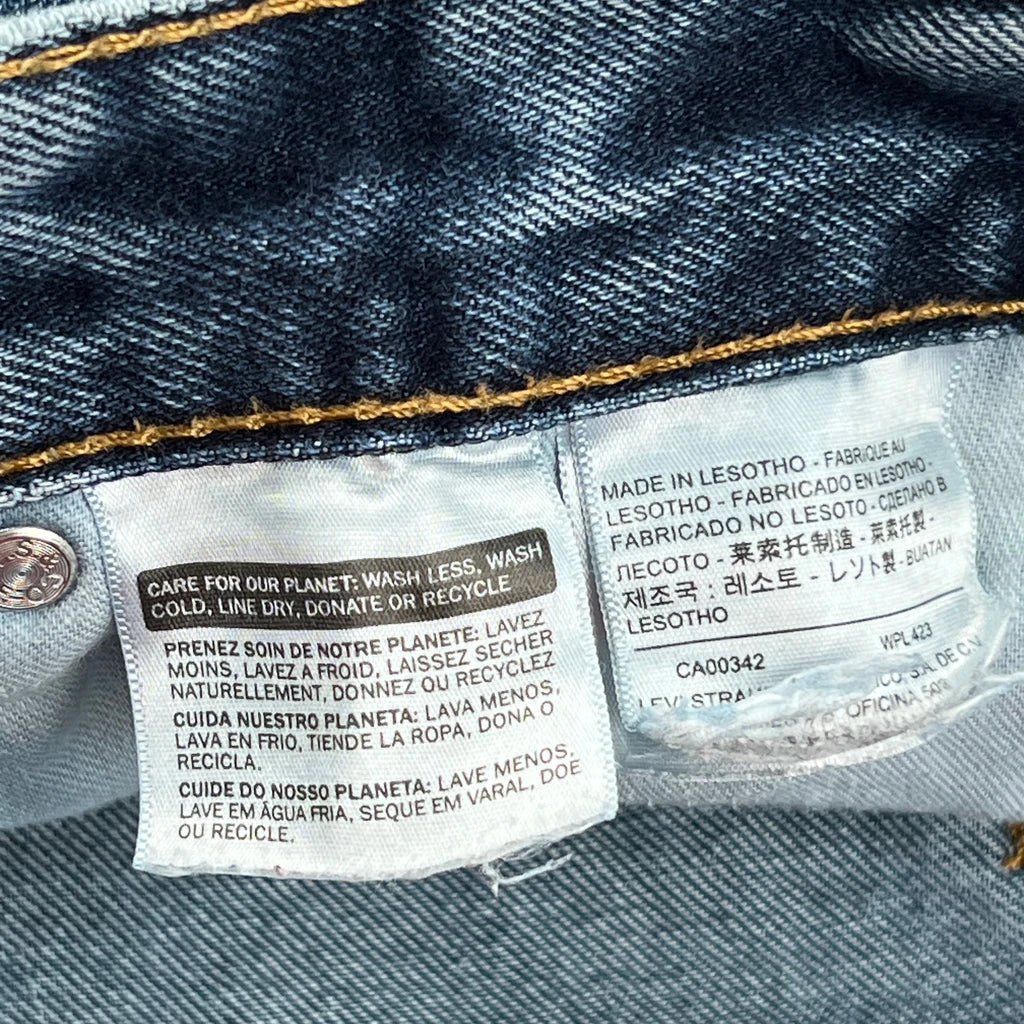 CARE FOR OUR PLANET: WASH LESS, WASH
COLD, LINE DRY, DONATE OR RECYCLE
PRENEZ SOIN DE NOTRE PLANETE: LAVEZ
MOINS, LAVEZ A FROID, LAISSEZ SECHER
NATURELLEMENT, DONNEZ OU RECYCLEZ
CUIDA NUESTRO PLANETA: LAVA MENOS,
LAVA EN FRIO, TIENDE LA ROPA, DONA O
RECICLA.
CUIDE DO NOSSO PLANETA: LAVE MENOS,
LAVE EM ÁGUA FRIA, SEQUE EM VARAL, DOE
OU RECICLE.
MADE IN LESOTHO - FABRIQUE AU
LESOTHO - FABRICADO EN LESOTHO -
FABRICADO NO LESOTO - СДЕЛАНО В
ЛЕСОТО - 莱索托制造 - 萊索托製 -
제조국 : 레소토 - レソト製 - BUATAN
LESOTHO
CA00342 WPL 423
S.A. DE C.V.
OFICINA